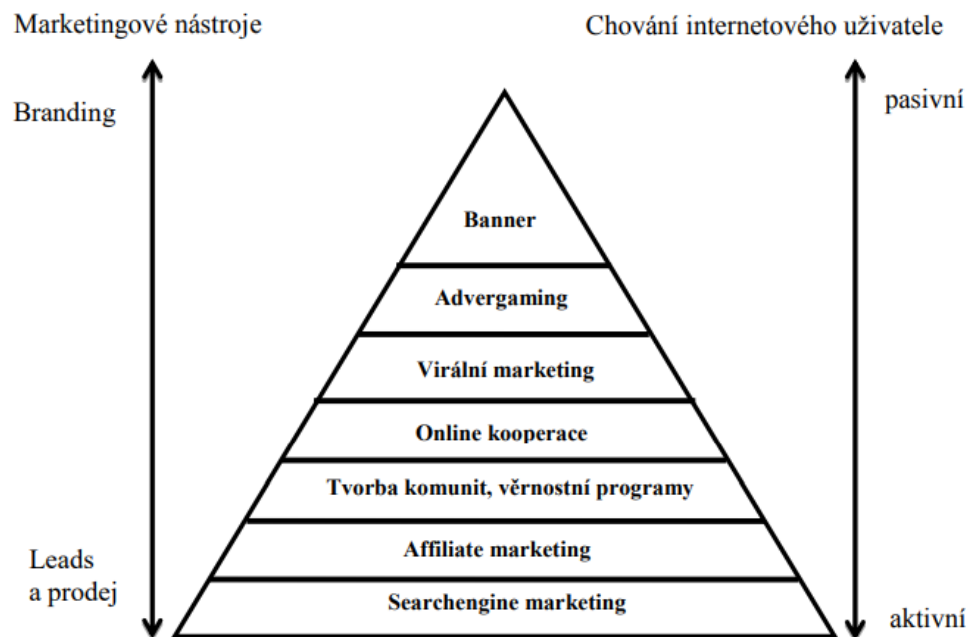 Marketingové nástroje
Chování internetového uživatele
Branding
pasivní
Banner
Advergaming
Virální marketing
Online kooperace
Tvorba komunit, věrnostní programy
Affiliate marketing
Leads
a prodej
Searchengine marketing
aktivní